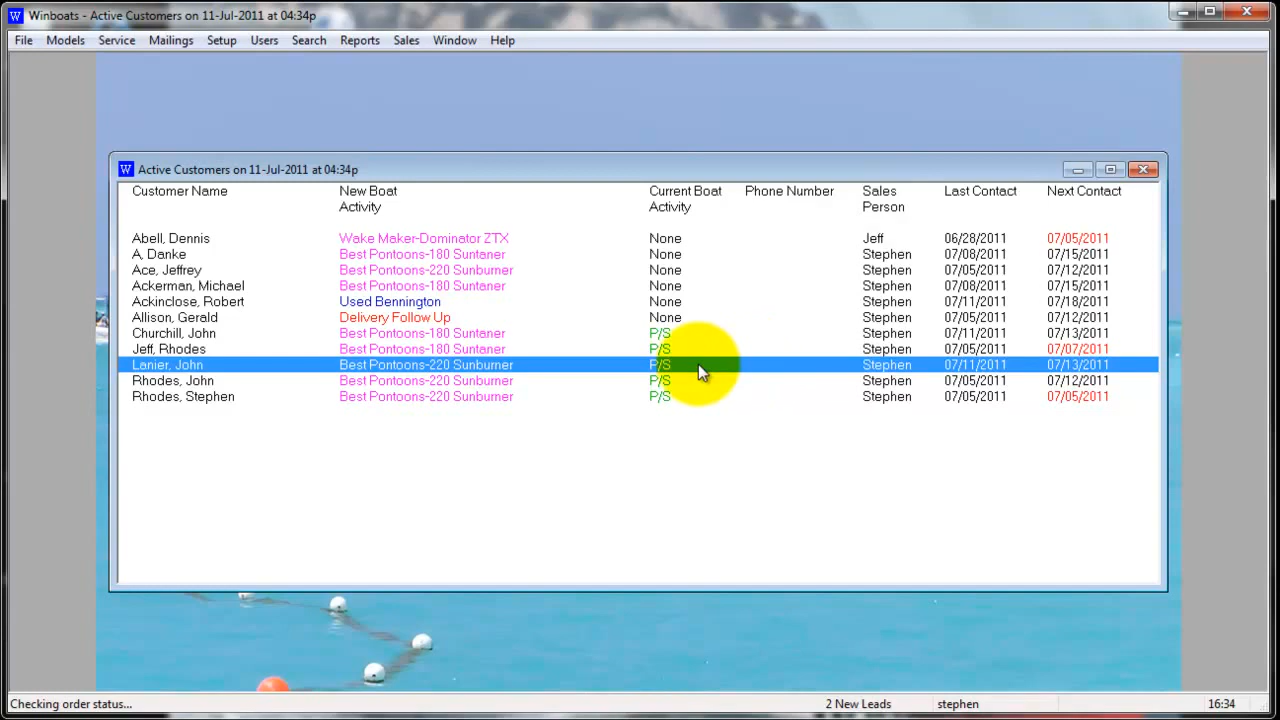 Winboats - Active Customers on 11-Jul-2011 at 04:34p
File Models Service Mailings Setup Users Search Reports Sales Window Help
Active Customers on 11-Jul-2011 at 04:34p
Customer Name New Boat Activity Current Boat Activity Phone Number Sales Person Last Contact Next Contact
Abell, Dennis Wake Maker-Dominator ZTX None Jeff 06/28/2011 07/05/2011
A, Danke Best Pontoons-180 Suntaner None Stephen 07/08/2011 07/15/2011
Ace, Jeffrey Best Pontoons-220 Sunburner None Stephen 07/05/2011 07/12/2011
Ackerman, Michael Best Pontoons-180 Suntaner None Stephen 07/08/2011 07/15/2011
Ackinclose, Robert Used Bennington None Stephen 07/11/2011 07/18/2011
Allison, Gerald Delivery Follow Up None Stephen 07/05/2011 07/12/2011
Churchill, John Best Pontoons-180 Suntaner P/S Stephen 07/11/2011 07/13/2011
Jeff, Rhodes Best Pontoons-180 Suntaner P/S Stephen 07/05/2011 07/07/2011
Lanier, John Best Pontoons-220 Sunburner P/S Stephen 07/11/2011 07/13/2011
Rhodes, John Best Pontoons-220 Sunburner P/S Stephen 07/05/2011 07/12/2011
Rhodes, Stephen Best Pontoons-220 Sunburner P/S Stephen 07/05/2011 07/05/2011
Checking order status... 2 New Leads stephen 16:34